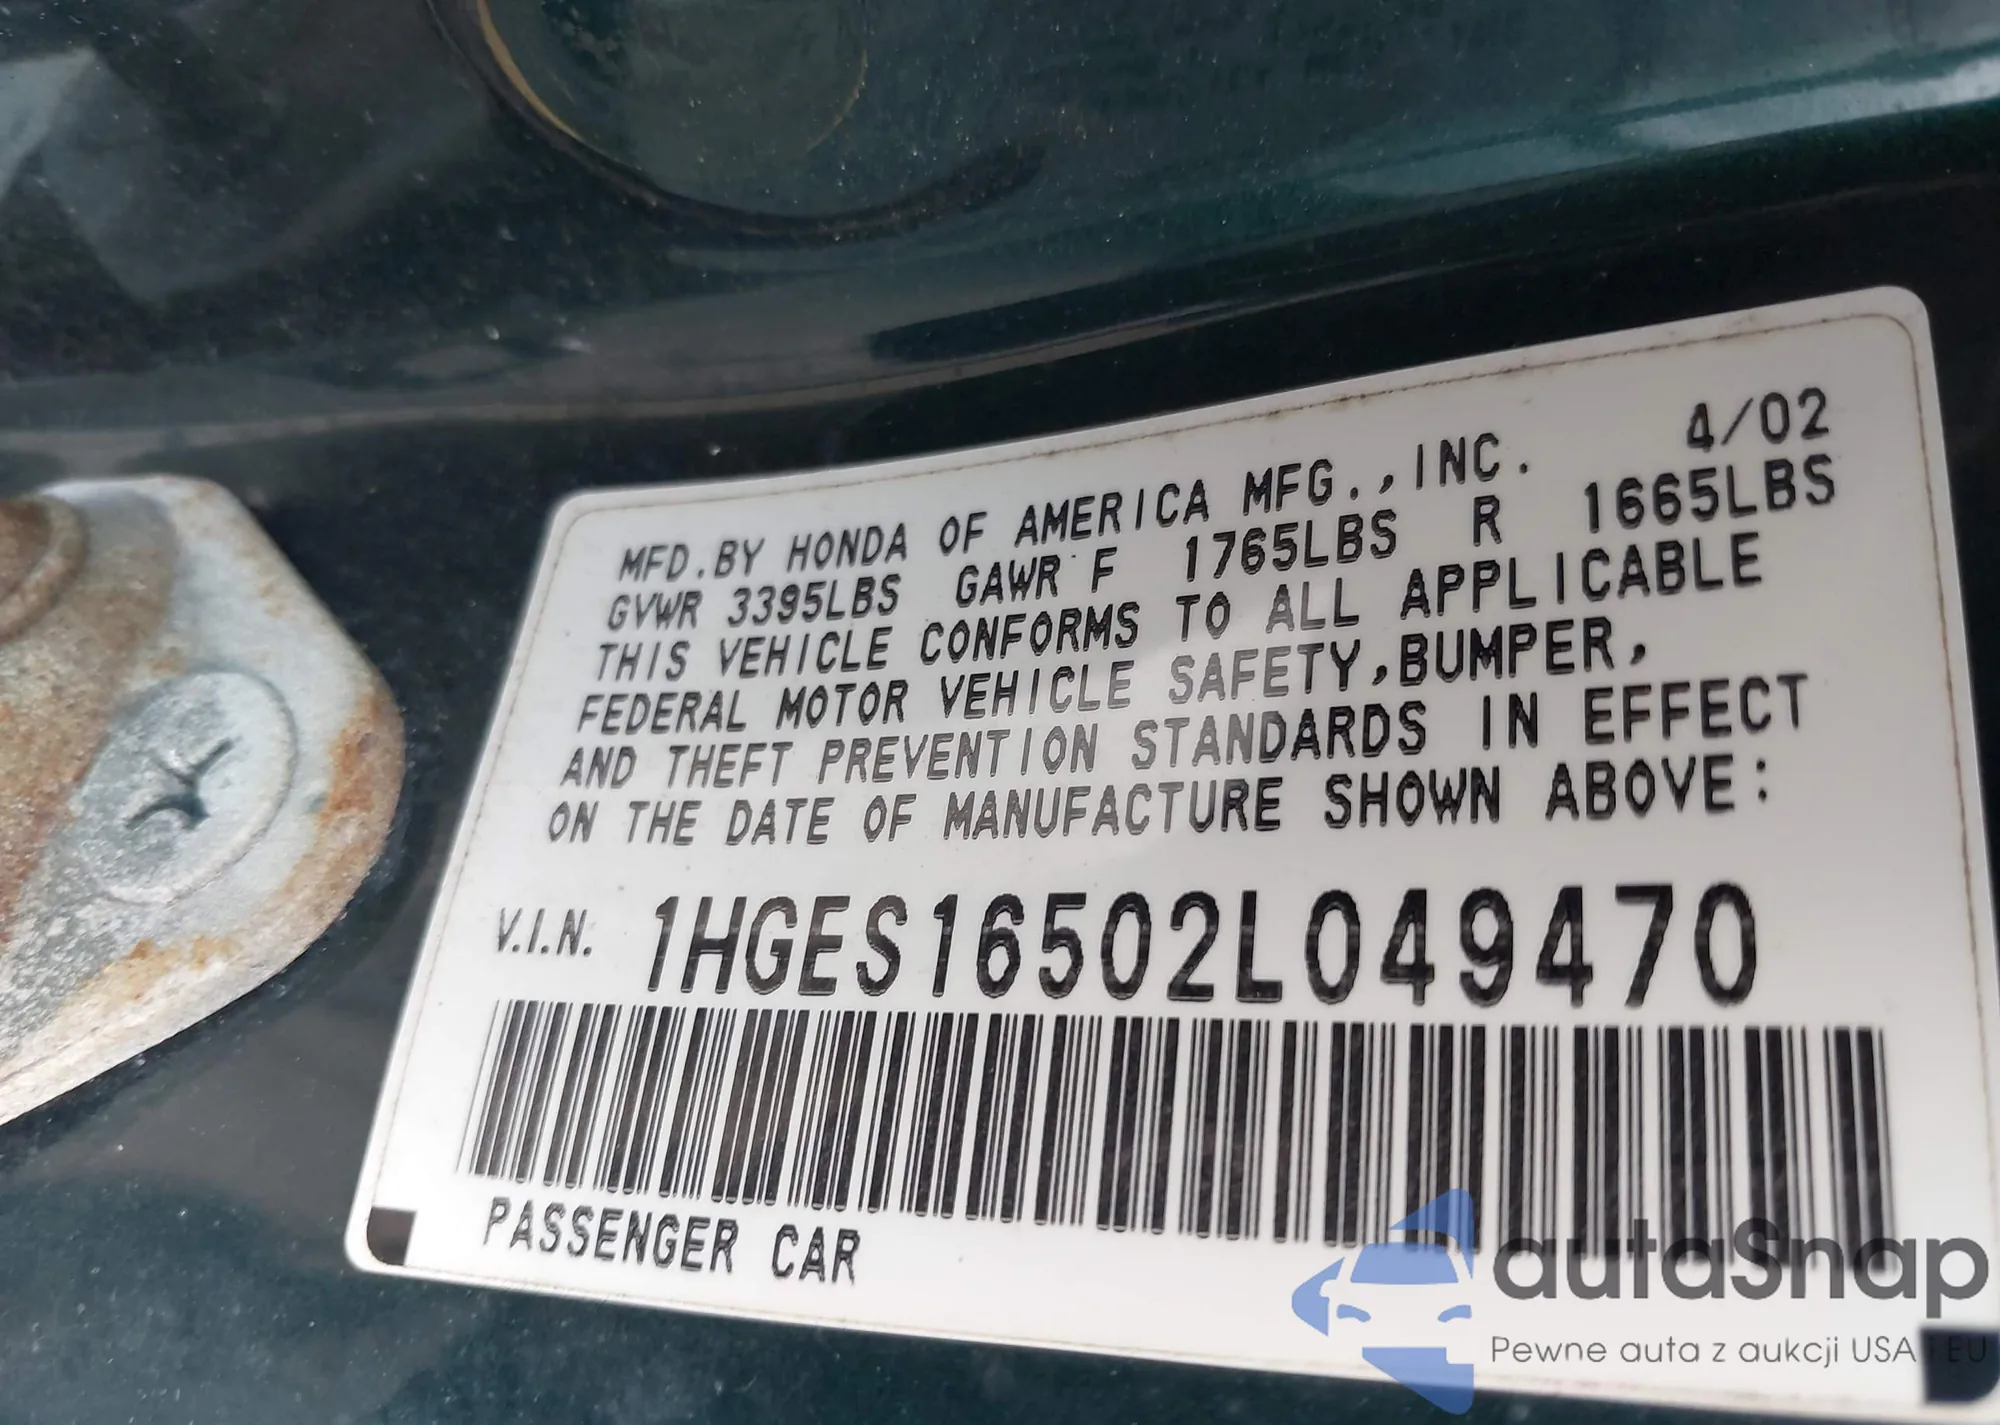 MFD.BY HONDA OF AMERICA MFG.,INC. 4/02
GVWR 3395LBS GAWR F 1765LBS R 1665LBS
THIS VEHICLE CONFORMS TO ALL APPLICABLE
FEDERAL MOTOR VEHICLE SAFETY,BUMPER,
AND THEFT PREVENTION STANDARDS IN EFFECT
ON THE DATE OF MANUFACTURE SHOWN ABOVE:
V.I.N. 1HGES16502L049470
PASSENGER CAR
autaSnap
Pewne auta z aukcji USA i EU